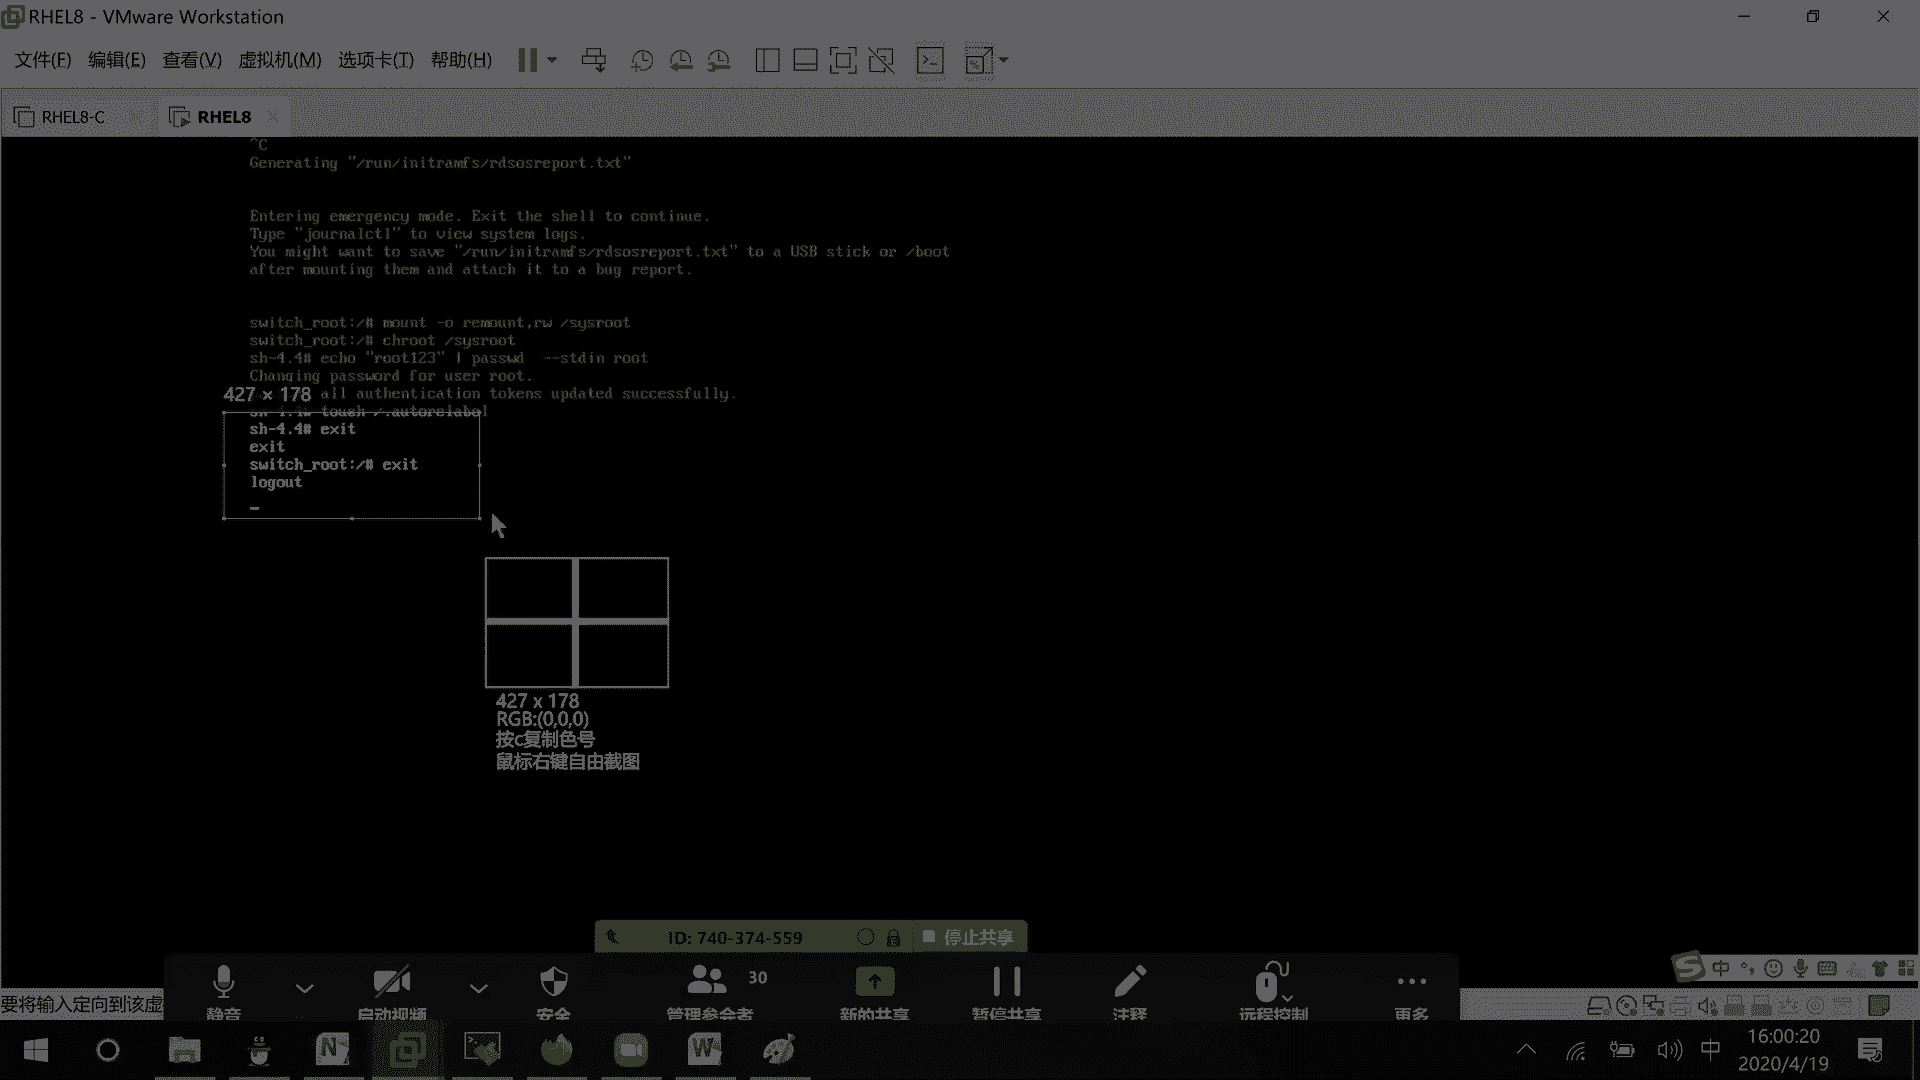 RHEL8 - VMware Workstation
文件(F) 编辑(E) 查看(V) 虚拟机(M) 选项卡(T) 帮助(H)
RHEL8-C
RHEL8
^C
Generating "/run/initramfs/rdsosreport.txt"
Entering emergency mode. Exit the shell to continue.
Type "journalctl" to view system logs.
You might want to save "/run/initramfs/rdsosreport.txt" to a USB stick or /boot
after mounting them and attach it to a bug report.
switch_root:/# mount -o remount,rw /sysroot
switch_root:/# chroot /sysroot
sh-4.4# echo "root123" | passwd --stdin root
Changing password for user root.
427 × 178 all authentication tokens updated successfully.
sh-4.4# touch /.autorelabel
sh-4.4# exit
exit
switch_root:/# exit
logout
427 x 178
RGB:(0,0,0)
按c复制色号
鼠标右键自由截图
ID: 740-374-559 停止共享
30
要将输入定向到该虚
静音 启动视频 安全 管理参会者 新的共享 暂停共享 注释 远程控制 更多
中
中
16:00:20
2020/4/19